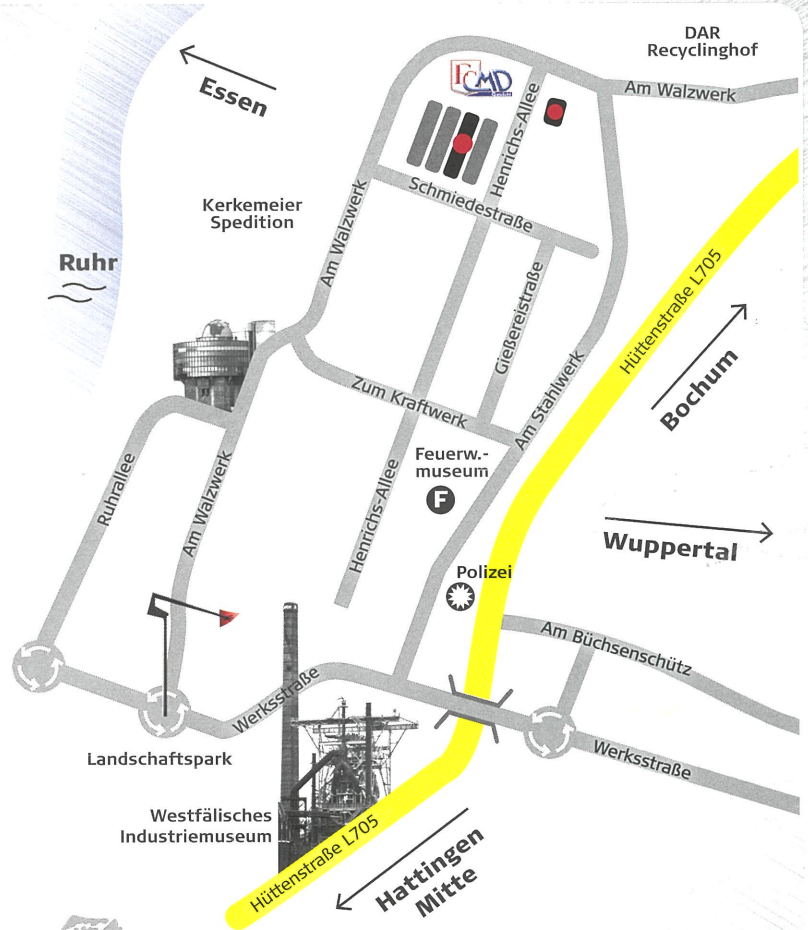 DAR
Recyclinghof
Essen
CMD
Am Walzwerk
Henrichs-Allee
Schmiedestraße
Kerkemeier
Spedition
Am Walzwerk
Ruhr
Gießereistraße
Hüttenstraße L705
Bochum
Zum Kraftwerk
Am Stahlwerk
Feuerw.-
museum
F
Ruhrallee
Am Walzwerk
Henrichs-Allee
Wuppertal
Polizei
Am Büchsenschütz
Werksstraße
Werksstraße
Landschaftspark
Westfälisches
Industriemuseum
Hüttenstraße L705
Hattingen
Mitte